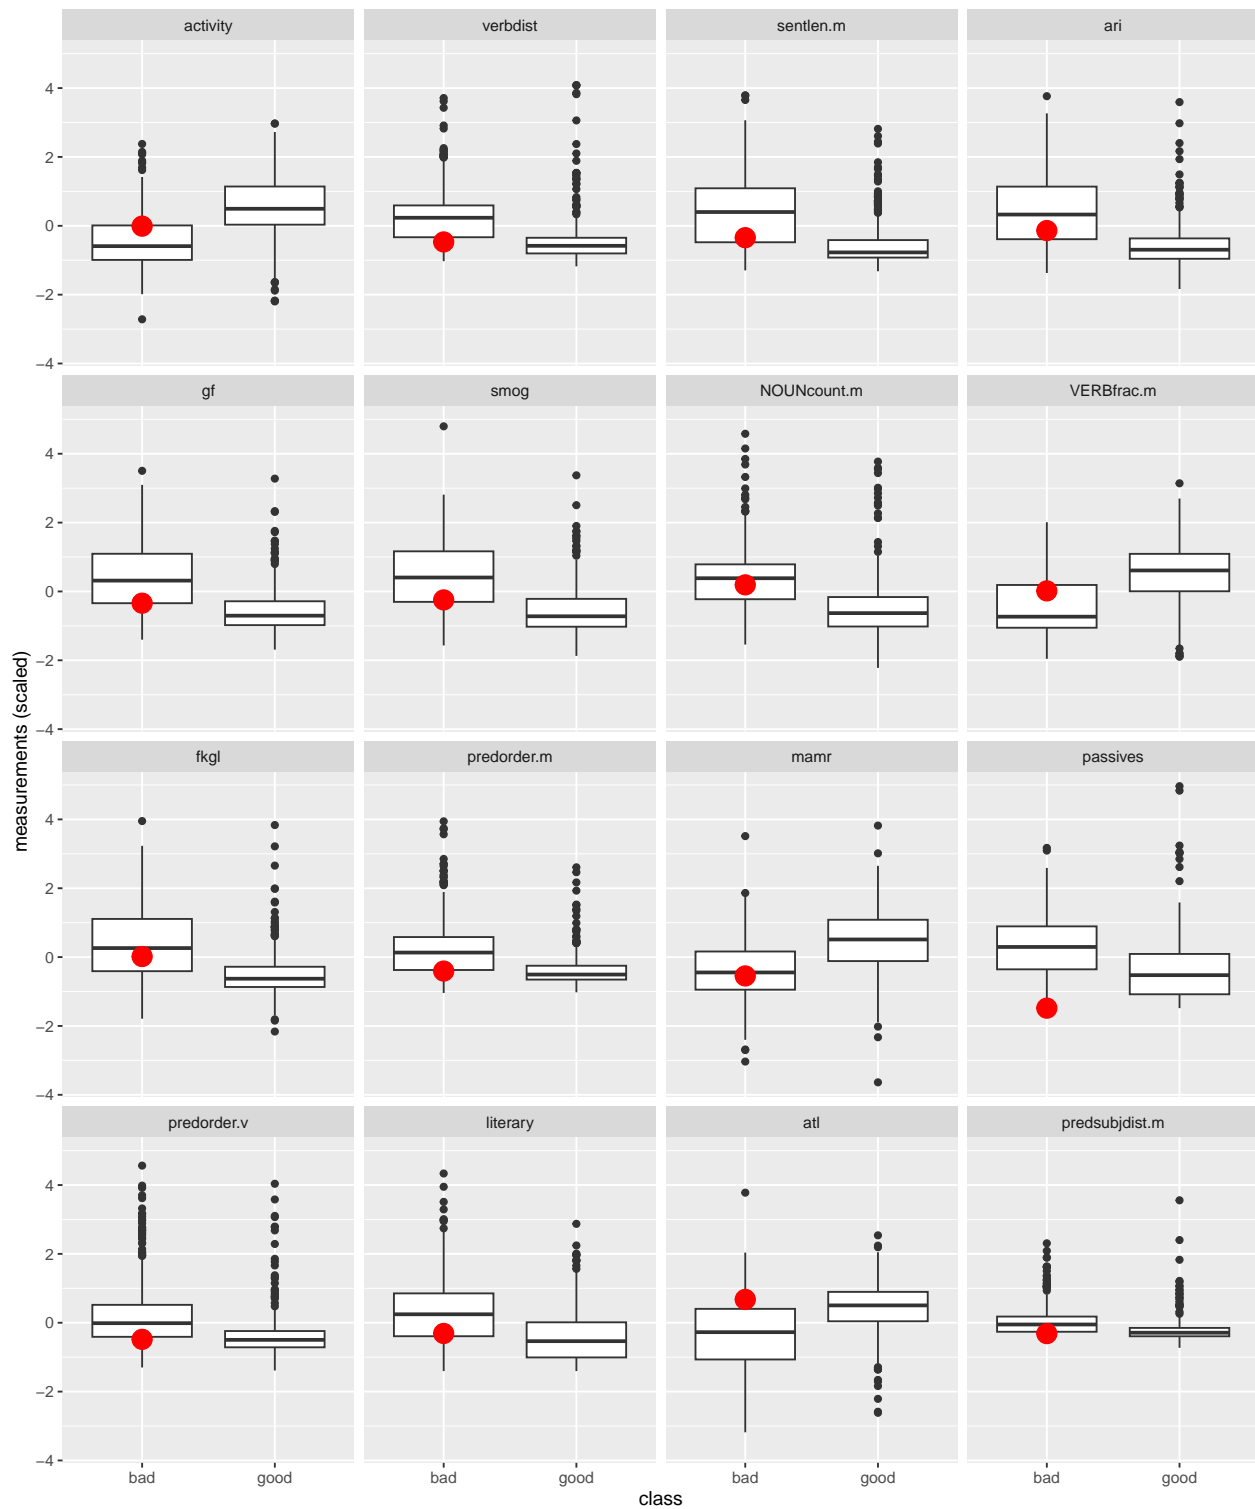 activity verbdist sentlen.m ari
4
2
0
−2
−4
gf smog NOUNcount.m VERBfrac.m
4
2
0
−2
−4
measurements (scaled)
fkgl predorder.m mamr passives
4
2
0
−2
−4
predorder.v literary atl predsubjdist.m
4
2
0
−2
−4
bad good bad good bad good bad good
class